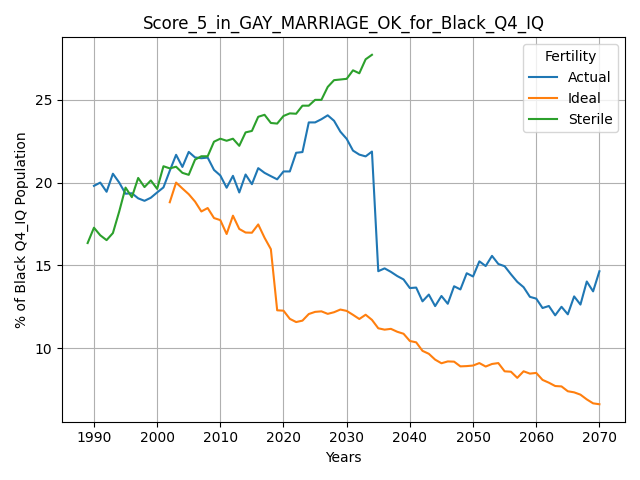 Score_5_in_GAY_MARRIAGE_OK_for_Black_Q4_IQ
Fertility
Actual
Ideal
Sterile
% of Black Q4_IQ Population
25
20
15
10
1990
2000
2010
2020
2030
2040
2050
2060
2070
Years